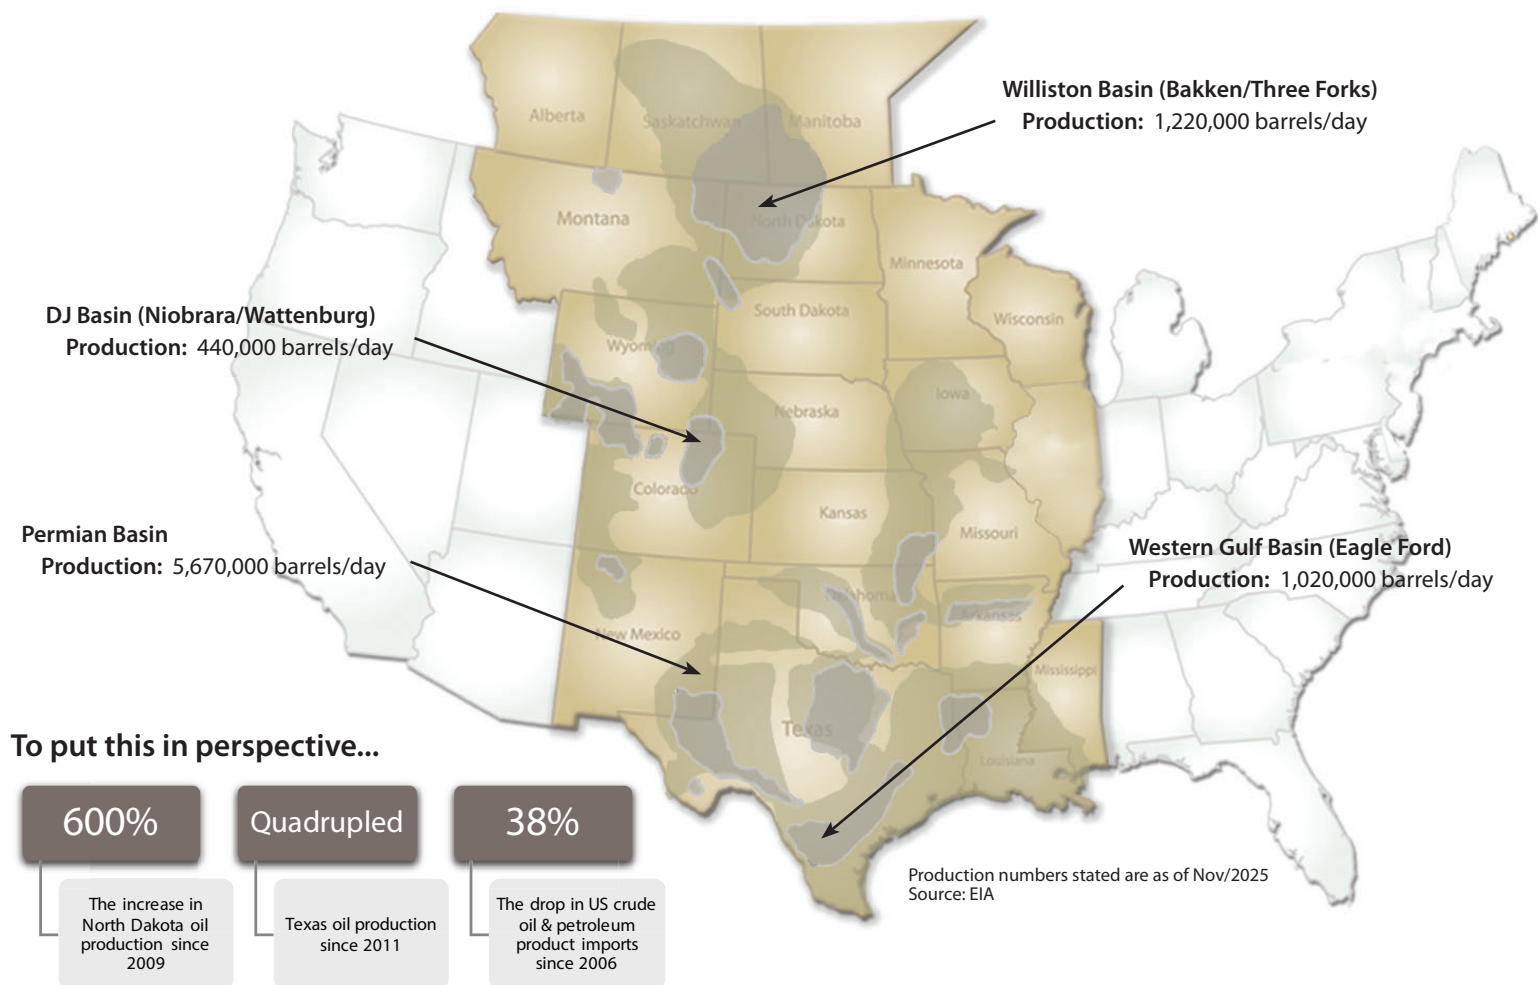 Williston Basin (Bakken/Three Forks)
Production: 1,220,000 barrels/day
Alberta
Saskatchwan
Manitoba
Montana
North Dakota
Minnesota
DJ Basin (Niobrara/Wattenburg)
Production: 440,000 barrels/day
South Dakota
Wisconsin
Wyoming
Nebraska
Iowa
Colorado
Kansas
Missouri
Permian Basin
Production: 5,670,000 barrels/day
Western Gulf Basin (Eagle Ford)
Production: 1,020,000 barrels/day
Oklahoma
Arkansas
New Mexico
Mississippi
Texas
Louisiana
To put this in perspective...
600%
Quadrupled
38%
The increase in
North Dakota oil
production since
2009
Texas oil production
since 2011
The drop in US crude
oil & petroleum
product imports
since 2006
Production numbers stated are as of Nov/2025
Source: EIA